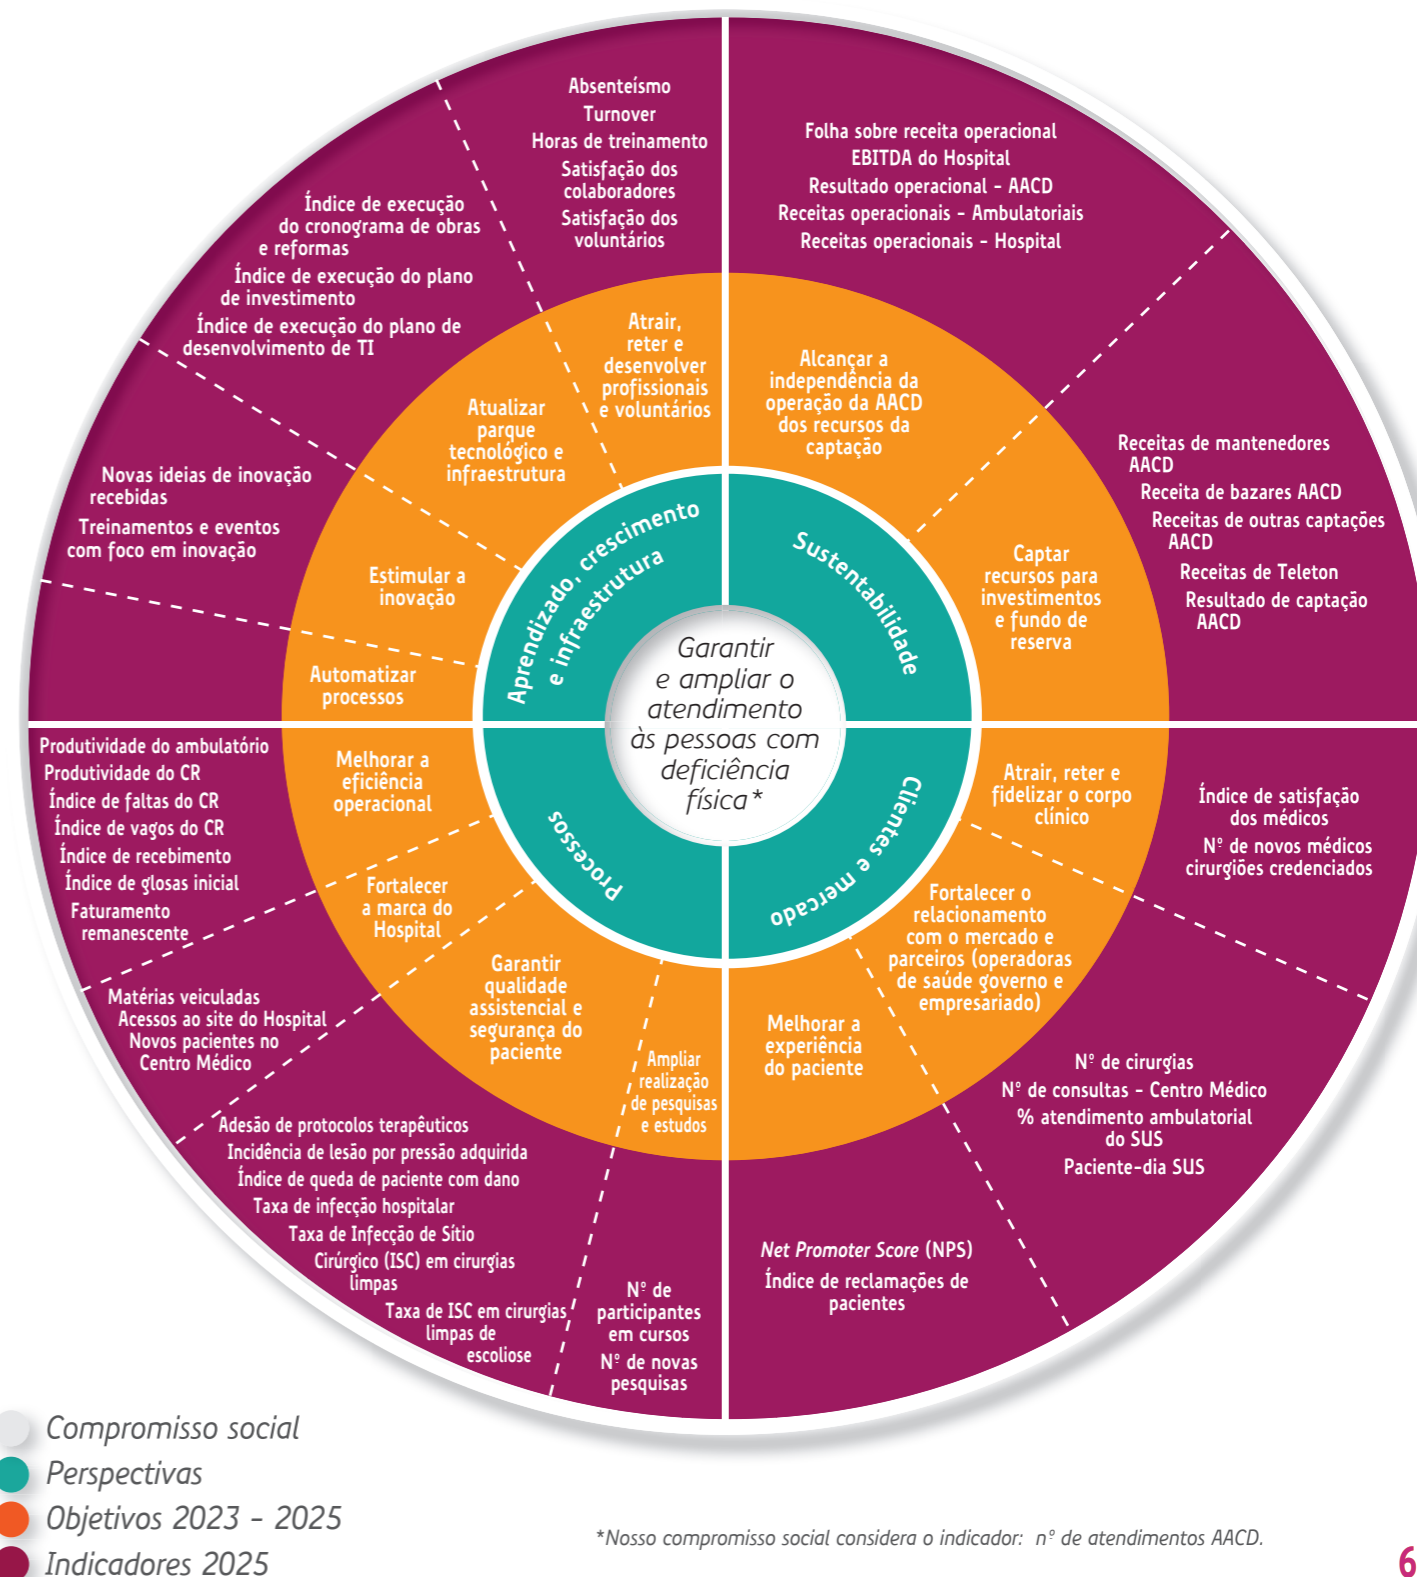 Absenteísmo
Turnover
Horas de treinamento
Satisfação dos
colaboradores
Satisfação dos
voluntários
Folha sobre receita operacional
EBITDA do Hospital
Resultado operacional - AACD
Receitas operacionais - Ambulatoriais
Receitas operacionais - Hospital
Índice de execução
do cronograma de obras
e reformas
Índice de execução do plano
de investimento
Índice de execução do plano de
desenvolvimento de TI
Atrair,
reter e
desenvolver
profissionais
e voluntários
Alcançar a
independência da
operação da AACD
dos recursos da
captação
Atualizar
parque
tecnológico e
infraestrutura
Receitas de mantenedores
AACD
Receita de bazares AACD
Receitas de outras captações
AACD
Receitas de Teleton
Resultado de captação
AACD
Novas ideias de inovação
recebidas
Treinamentos e eventos
com foco em inovação
Estimular a
inovação
Captar
recursos para
investimentos
e fundo de
reserva
Aprendizado, crescimento
e infraestrutura
Sustentabilidade
Automatizar
processos
Garantir
e ampliar o
atendimento
às pessoas com
deficiência
física*
Produtividade do ambulatório
Produtividade do CR
Índice de faltas do CR
Índice de vagos do CR
Índice de recebimento
Índice de glosas inicial
Faturamento
remanescente
Melhorar a
eficiência
operacional
Processos
Clientes e mercado
Atrair, reter e
fidelizar o corpo
clínico
Índice de satisfação
dos médicos
Nº de novos médicos
cirurgiões credenciados
Fortalecer
a marca do
Hospital
Fortalecer o
relacionamento
com o mercado e
parceiros (operadoras
de saúde governo e
empresariado)
Matérias veiculadas
Acessos ao site do Hospital
Novos pacientes no
Centro Médico
Garantir
qualidade
assistencial e
segurança do
paciente
Ampliar
realização
de pesquisas
e estudos
Melhorar a
experiência
do paciente
Nº de cirurgias
Nº de consultas - Centro Médico
% atendimento ambulatorial
do SUS
Paciente-dia SUS
Adesão de protocolos terapêuticos
Incidência de lesão por pressão adquirida
Índice de queda de paciente com dano
Taxa de infecção hospitalar
Taxa de Infecção de Sítio
Cirúrgico (ISC) em cirurgias
limpas
Taxa de ISC em cirurgias
limpas de
escoliose
Nº de
participantes
em cursos
Nº de novas
pesquisas
Net Promoter Score (NPS)
Índice de reclamações de
pacientes
Compromisso social
Perspectivas
Objetivos 2023 - 2025
Indicadores 2025
*Nosso compromisso social considera o indicador: nº de atendimentos AACD.
6